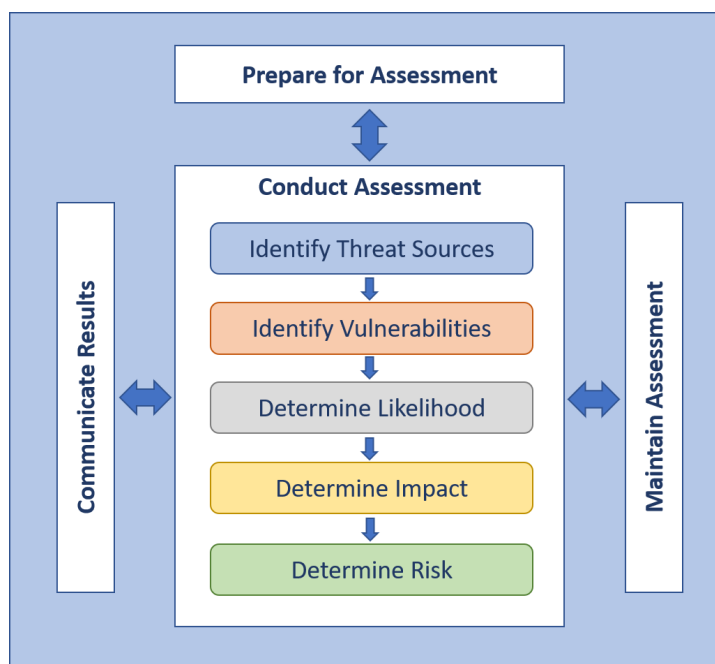 Prepare for Assessment
Conduct Assessment
Identify Threat Sources
Identify Vulnerabilities
Determine Likelihood
Determine Impact
Determine Risk
Communicate Results
Maintain Assessment